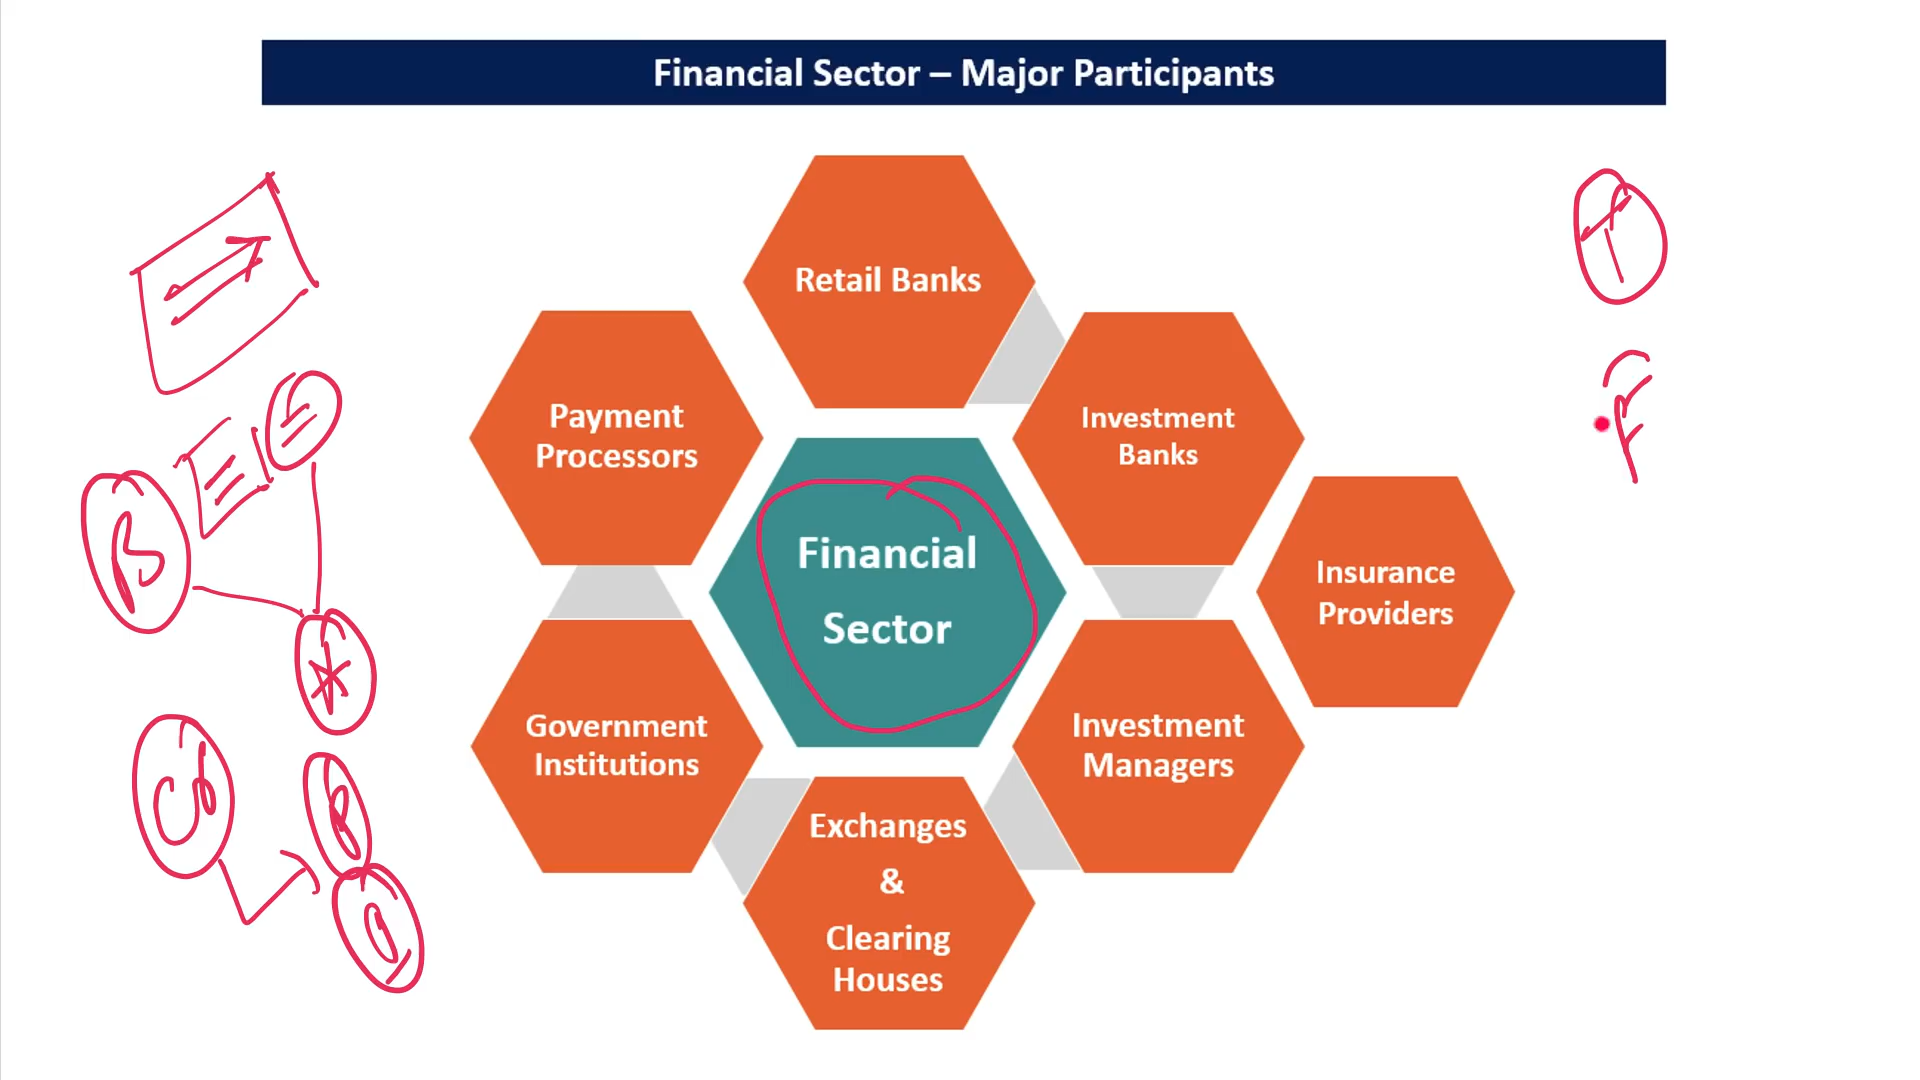 Financial Sector – Major Participants
Retail Banks
Payment
Processors
Investment
Banks
Financial
Sector
Insurance
Providers
Government
Institutions
Investment
Managers
Exchanges
&
Clearing
Houses